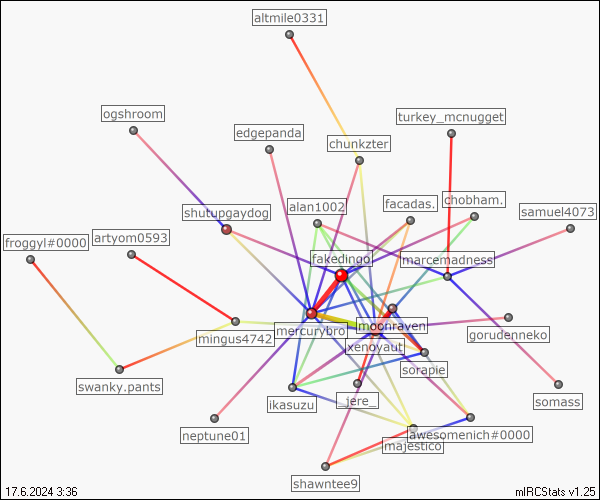 altmile0331
ogshroom
turkey_mcnugget
edgepanda
chunkzter
alan1002
facadas.
chobham.
shutupgaydog
samuel4073
artyom0593
froggyl#0000
fakedingo
marcemadness
moonraven
mercurybro
mingus4742
gorudenneko
xenoyaut
sorapie
swanky.pants
ikasuzu
_jere_
somass
neptune01
awesomenich#0000
majestico
shawntee9
17.6.2024 3:36
mIRCStats v1.25